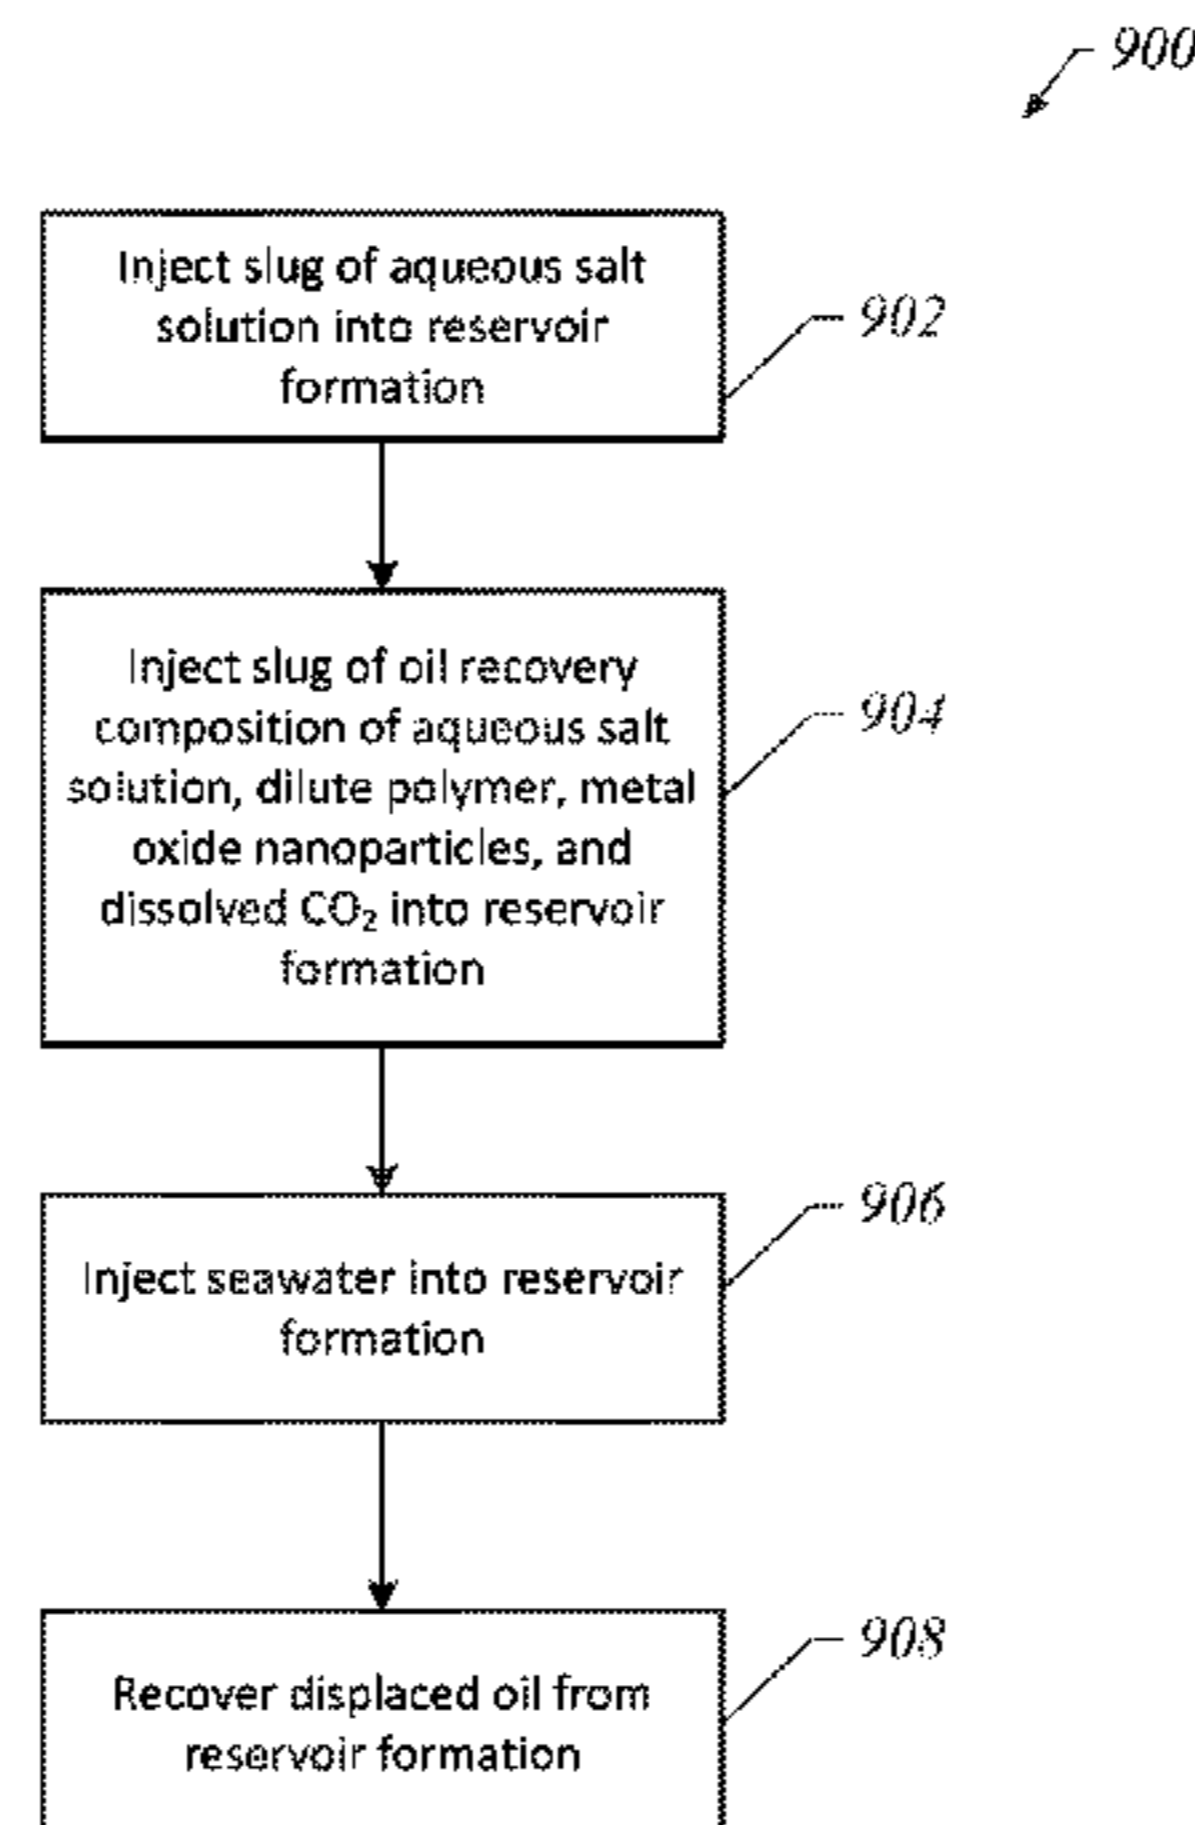 900
Inject slug of aqueous salt
solution into reservoir
formation
902
Inject slug of oil recovery
composition of aqueous salt
solution, dilute polymer, metal
oxide nanoparticles, and
dissolved CO₂ into reservoir
formation
904
Inject seawater into reservoir
formation
906
Recover displaced oil from
reservoir formation
908